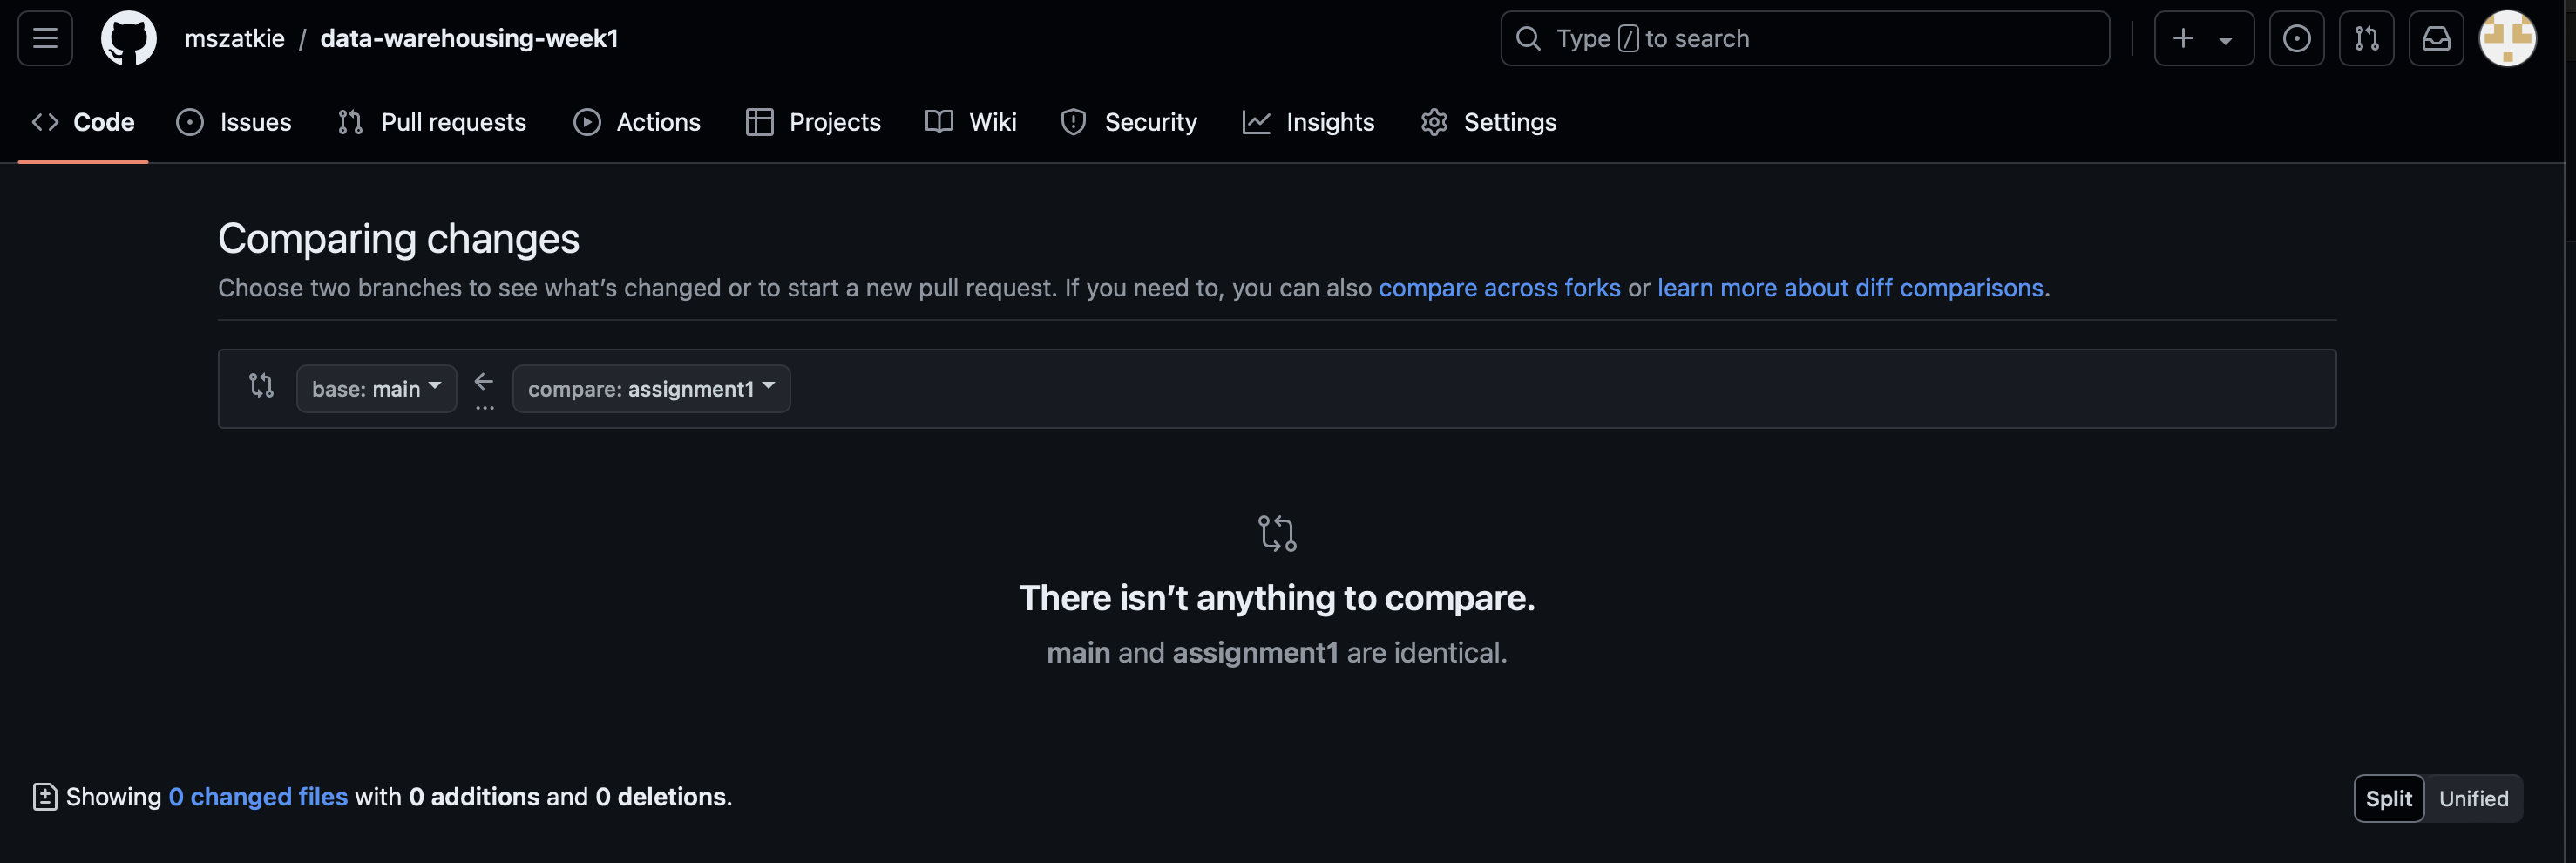 mszatkie / data-warehousing-week1
Type / to search
Code Issues Pull requests Actions Projects Wiki Security Insights Settings
Comparing changes
Choose two branches to see what’s changed or to start a new pull request. If you need to, you can also compare across forks or learn more about diff comparisons.
base: main ← compare: assignment1
...
There isn’t anything to compare.
main and assignment1 are identical.
Showing 0 changed files with 0 additions and 0 deletions.
Split Unified